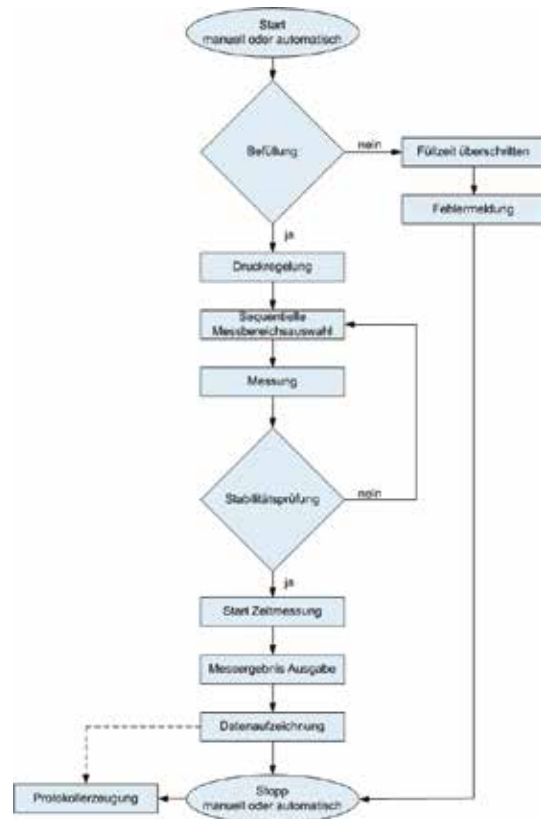 Start
manuell oder automatisch
Befüllung
nein
Füllzeit überschritten
Fehlermeldung
ja
Druckregelung
Sequentielle
Messbereichsauswahl
Messung
Stabilitätsprüfung
nein
ja
Start Zeitmessung
Messergebnis Ausgabe
Datenaufzeichnung
Protokollerzeugung
Stopp
manuell oder automatisch